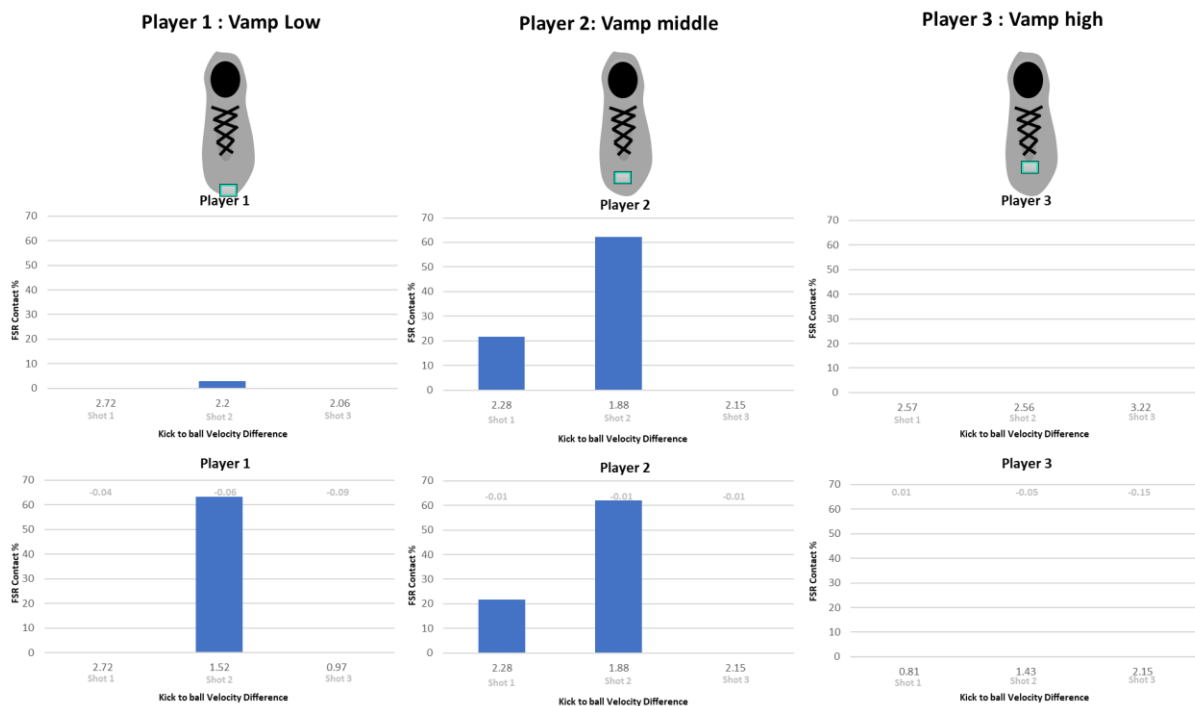 Player 1 : Vamp Low
Player 2: Vamp middle
Player 3 : Vamp high
Player 1
70
60
50
40
30
20
10
0
FSR Contact %
2.72 2.2 2.06
Shot 1 Shot 2 Shot 3
Kick to ball Velocity Difference
Player 2
70
60
50
40
30
20
10
0
FSR Contact %
2.28 1.88 2.15
Shot 1 Shot 2 Shot 3
Kick to ball Velocity Difference
Player 3
70
60
50
40
30
20
10
0
FSR Contact %
2.57 2.56 3.22
Shot 1 Shot 2 Shot 3
Kick to ball Velocity Difference
Player 1
70
60
50
40
30
20
10
0
FSR Contact %
-0.04 -0.06 -0.09
2.72 1.52 0.97
Shot 1 Shot 2 Shot 3
Kick to ball Velocity Difference
Player 2
70
60
50
40
30
20
10
0
FSR Contact %
-0.01 -0.01 -0.01
2.28 1.88 2.15
Shot 1 Shot 2 Shot 3
Kick to ball Velocity Difference
Player 3
70
60
50
40
30
20
10
0
FSR Contact %
0.01 -0.05 -0.15
0.81 1.43 2.15
Shot 1 Shot 2 Shot 3
Kick to ball Velocity Difference